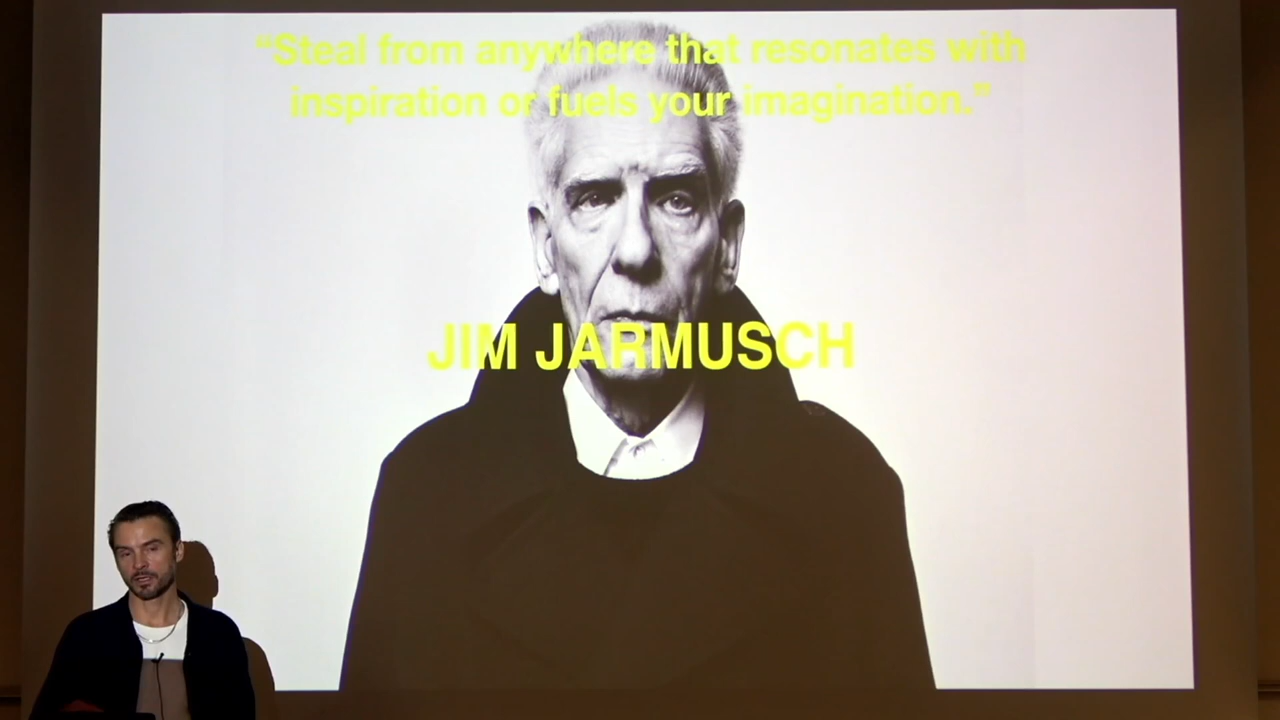 “Steal from anywhere that resonates with
inspiration or fuels your imagination.”
JIM JARMUSCH